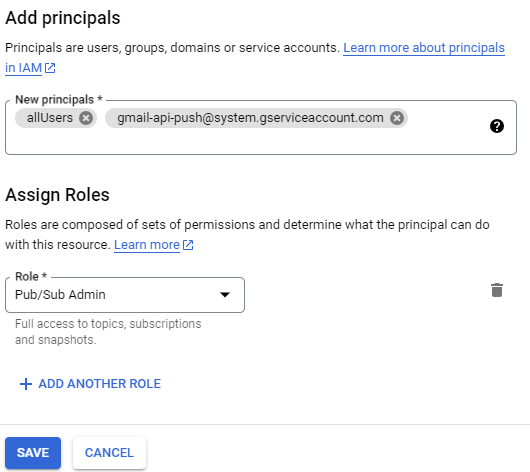 Add principals
Principals are users, groups, domains or service accounts. Learn more about principals
in IAM
New principals *
allUsers gmail-api-push@system.gserviceaccount.com
Assign Roles
Roles are composed of sets of permissions and determine what the principal can do
with this resource. Learn more
Role *
Pub/Sub Admin
Full access to topics, subscriptions
and snapshots.
+ ADD ANOTHER ROLE
SAVE CANCEL